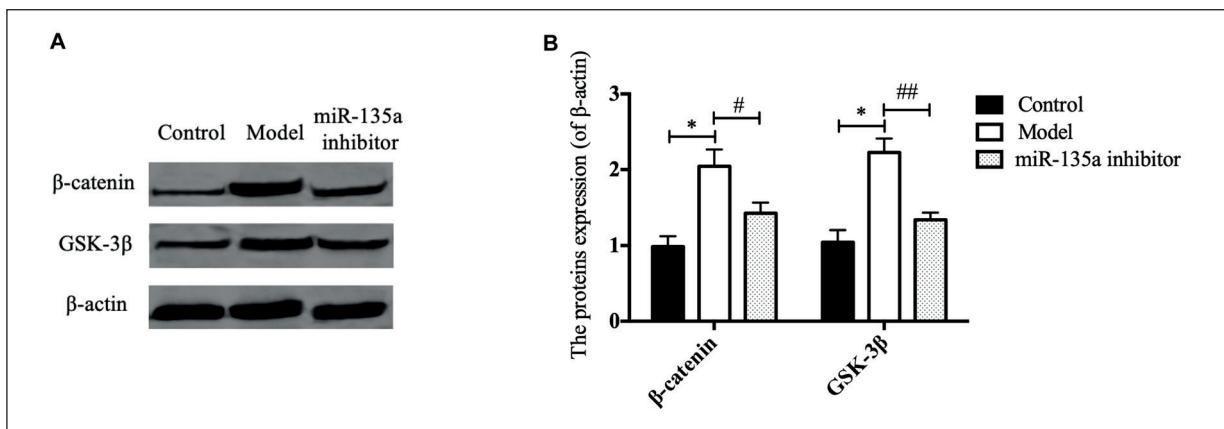 A
Control Model miR-135a
inhibitor
β-catenin
GSK-3β
β-actin
B
The proteins expression (of β-actin)
3
2
1
0
* #
* ##
β-catenin
GSK-3β
Control
Model
miR-135a inhibitor